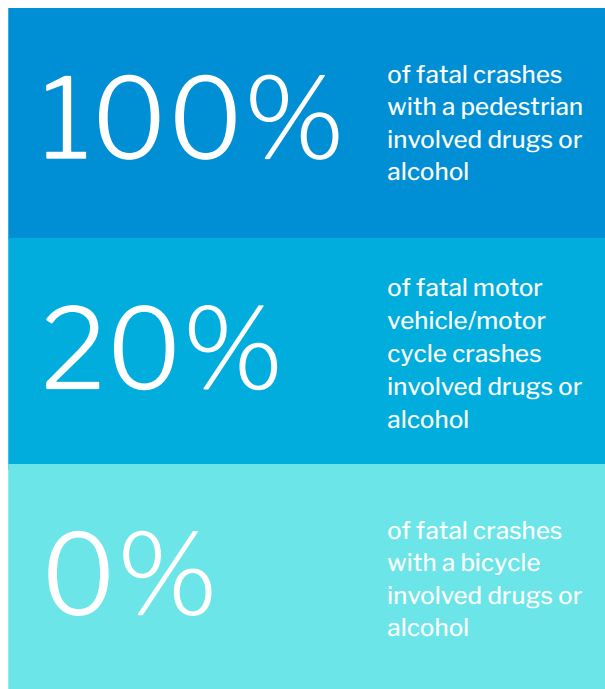 100%
of fatal crashes
with a pedestrian
involved drugs or
alcohol
20%
of fatal motor
vehicle/motor
cycle crashes
involved drugs or
alcohol
0%
of fatal crashes
with a bicycle
involved drugs or
alcohol